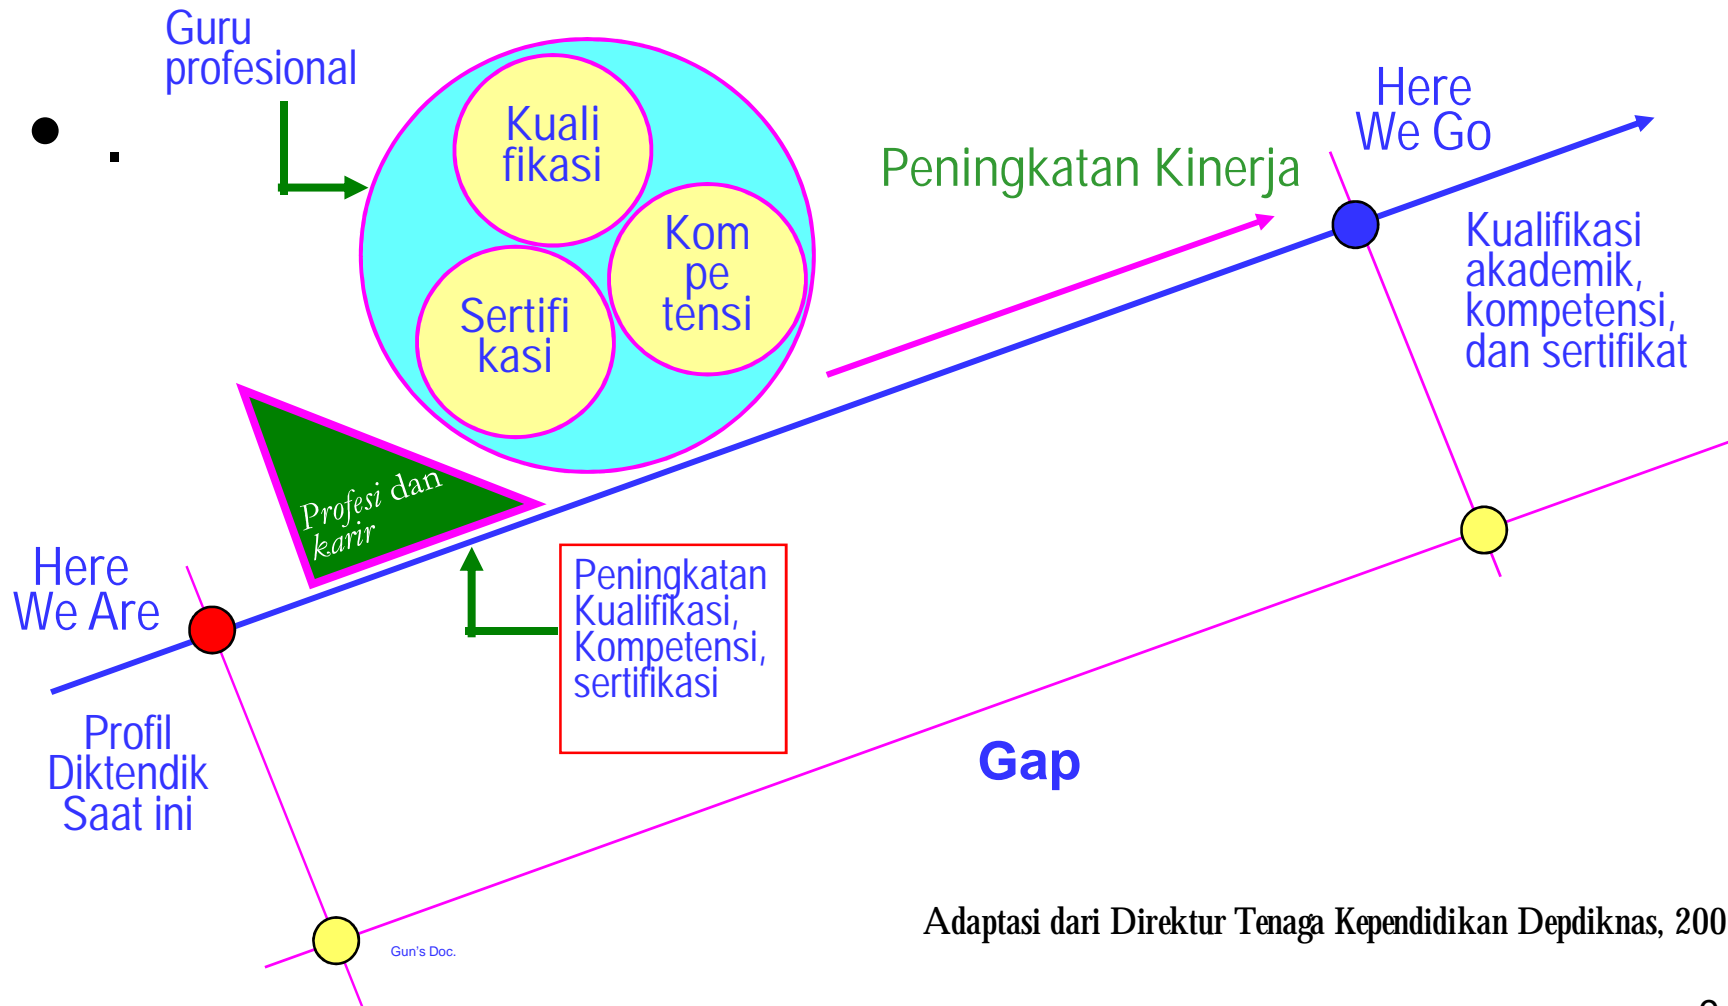 Guru
profesional
Kuali
fikasi
Kom
pe
tensi
Sertifi
kasi
Peningkatan Kinerja
Here
We Go
Kualifikasi
akademik,
kompetensi,
dan sertifikat
Profesi dan
karir
Here
We Are
Peningkatan
Kualifikasi,
Kompetensi,
sertifikasi
Profil
Diktendik
Saat ini
Gap
Adaptasi dari Direktur Tenaga Kependidikan Depdiknas, 200
Gun's Doc.